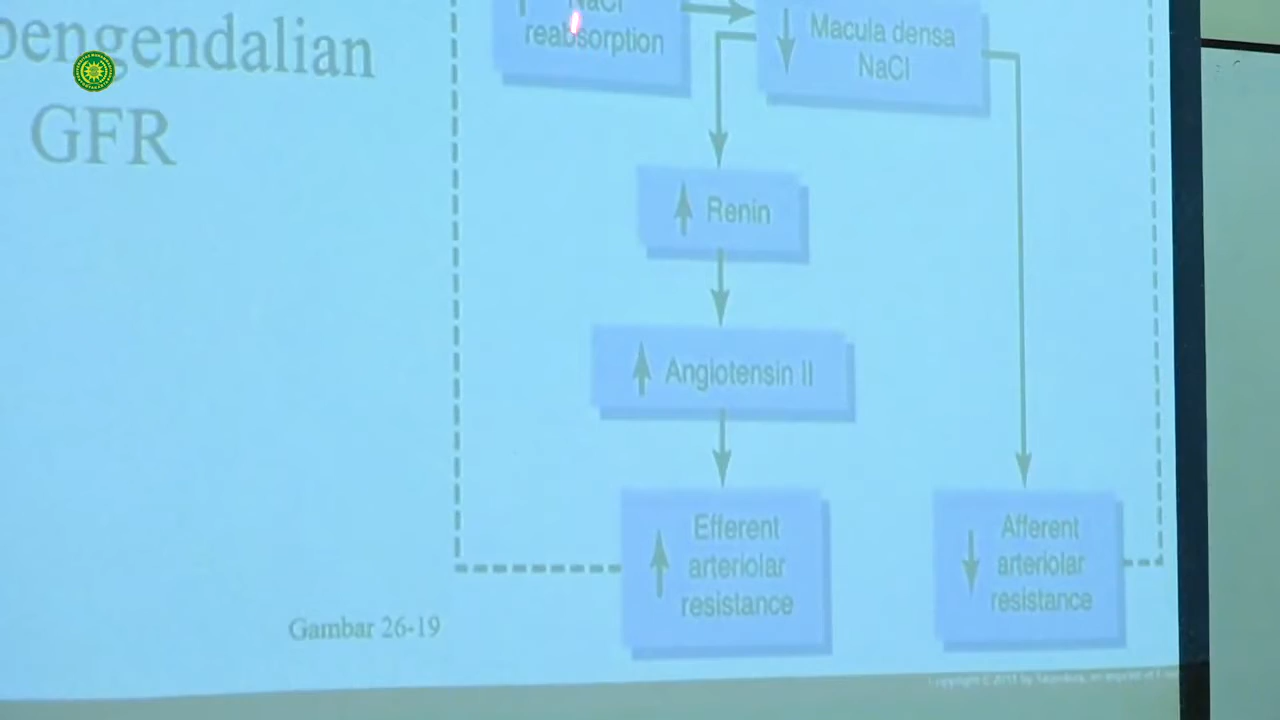 pengendalian
GFR
NaCl
reabsorption
Macula densa
NaCl
Renin
Angiotensin II
Efferent
arteriolar
resistance
Afferent
arteriolar
resistance
Gambar 26-19